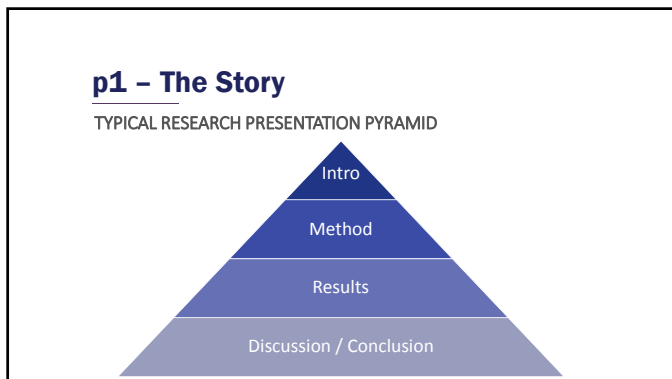 p1 – The Story
TYPICAL RESEARCH PRESENTATION PYRAMID
Intro
Method
Results
Discussion / Conclusion